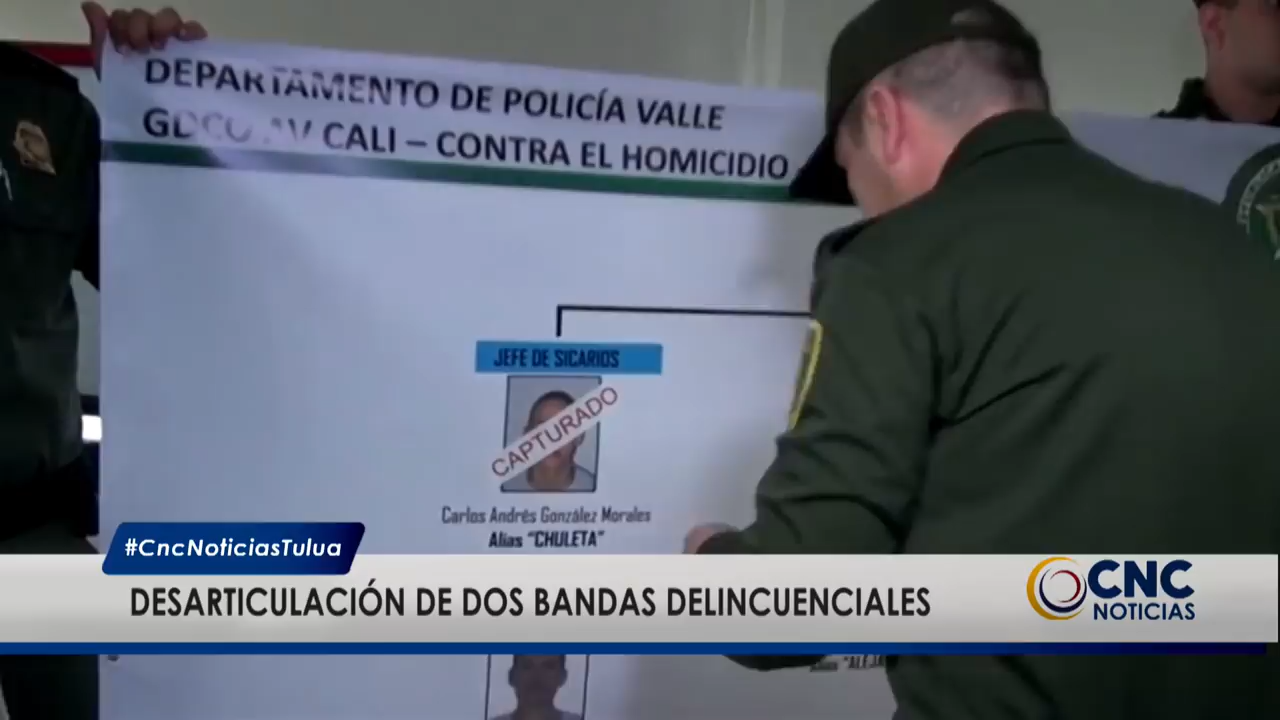 DEPARTAMENTO DE POLICÍA VALLE
CALI – CONTRA EL HOMICIDIO
JEFE DE SICARIOS
CAPTURADO
Carlos Andrés González Morales
Alias "CHULETA"
#CncNoticiasTulua
DESARTICULACIÓN DE DOS BANDAS DELINCUENCIALES
CNC
NOTICIAS